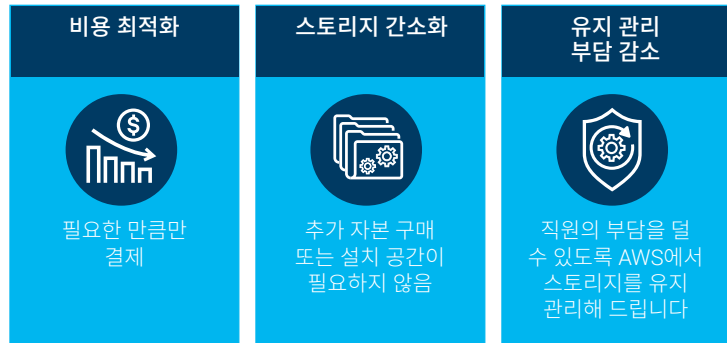 비용 최적화
$
필요한 만큼만
결제
스토리지 간소화
추가 자본 구매
또는 설치 공간이
필요하지 않음
유지 관리
부담 감소
직원의 부담을 덜
수 있도록 AWS에서
스토리지를 유지
관리해 드립니다